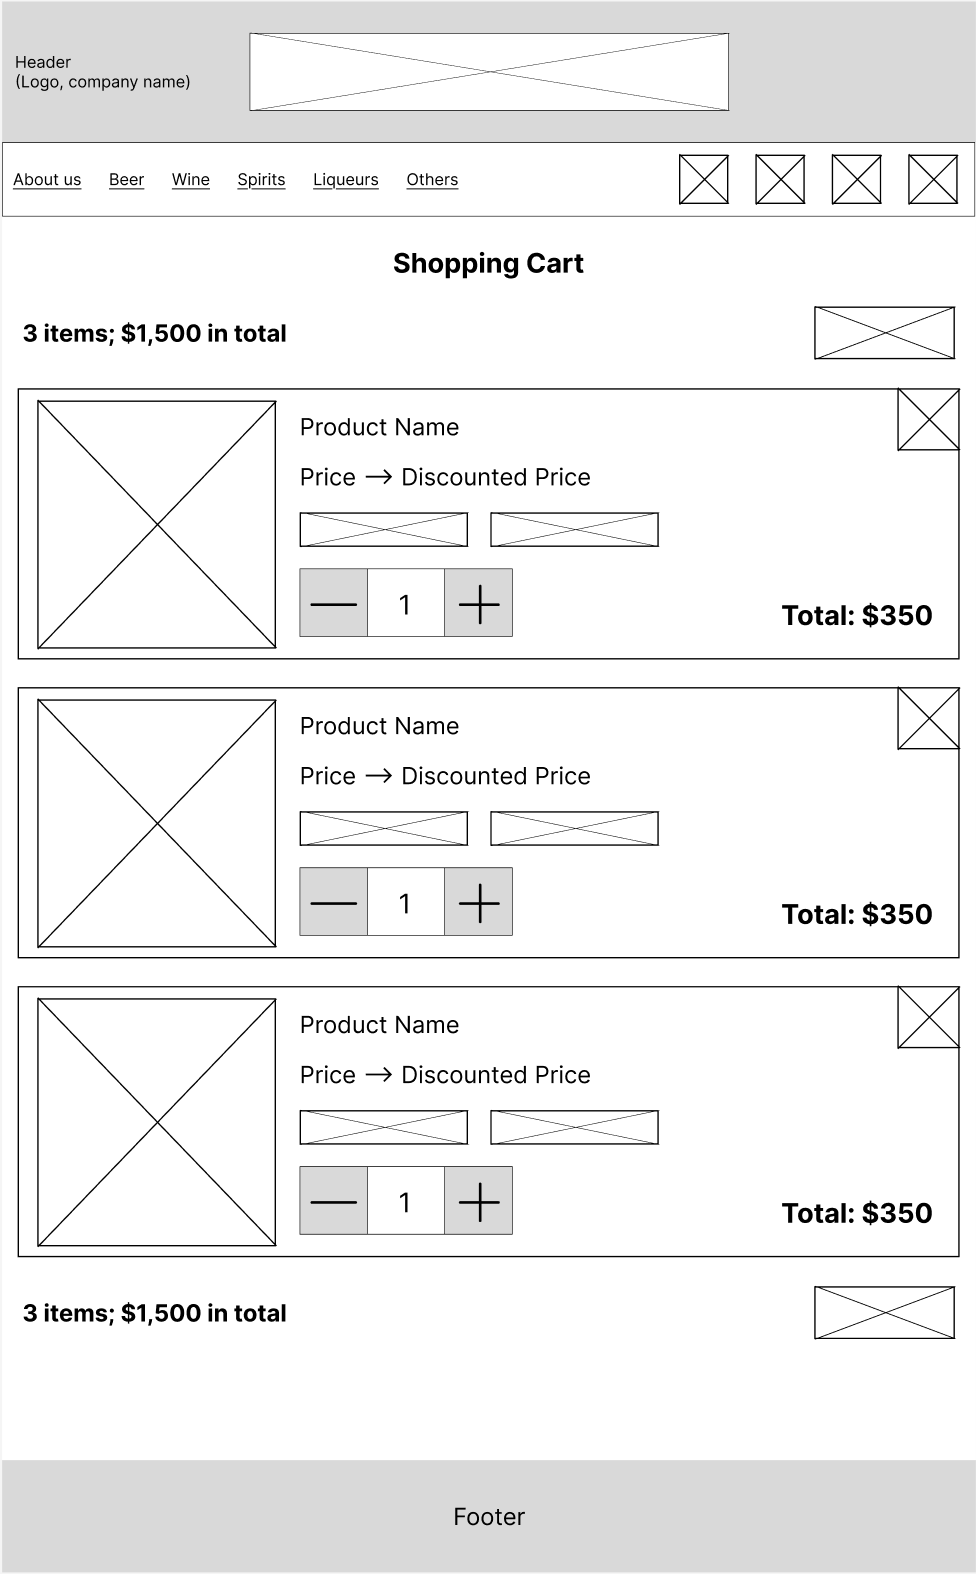 Header
(Logo, company name)
About us Beer Wine Spirits Liqueurs Others
Shopping Cart
3 items; $1,500 in total
Product Name
Price → Discounted Price
1
Total: $350
Product Name
Price → Discounted Price
1
Total: $350
Product Name
Price → Discounted Price
1
Total: $350
3 items; $1,500 in total
Footer